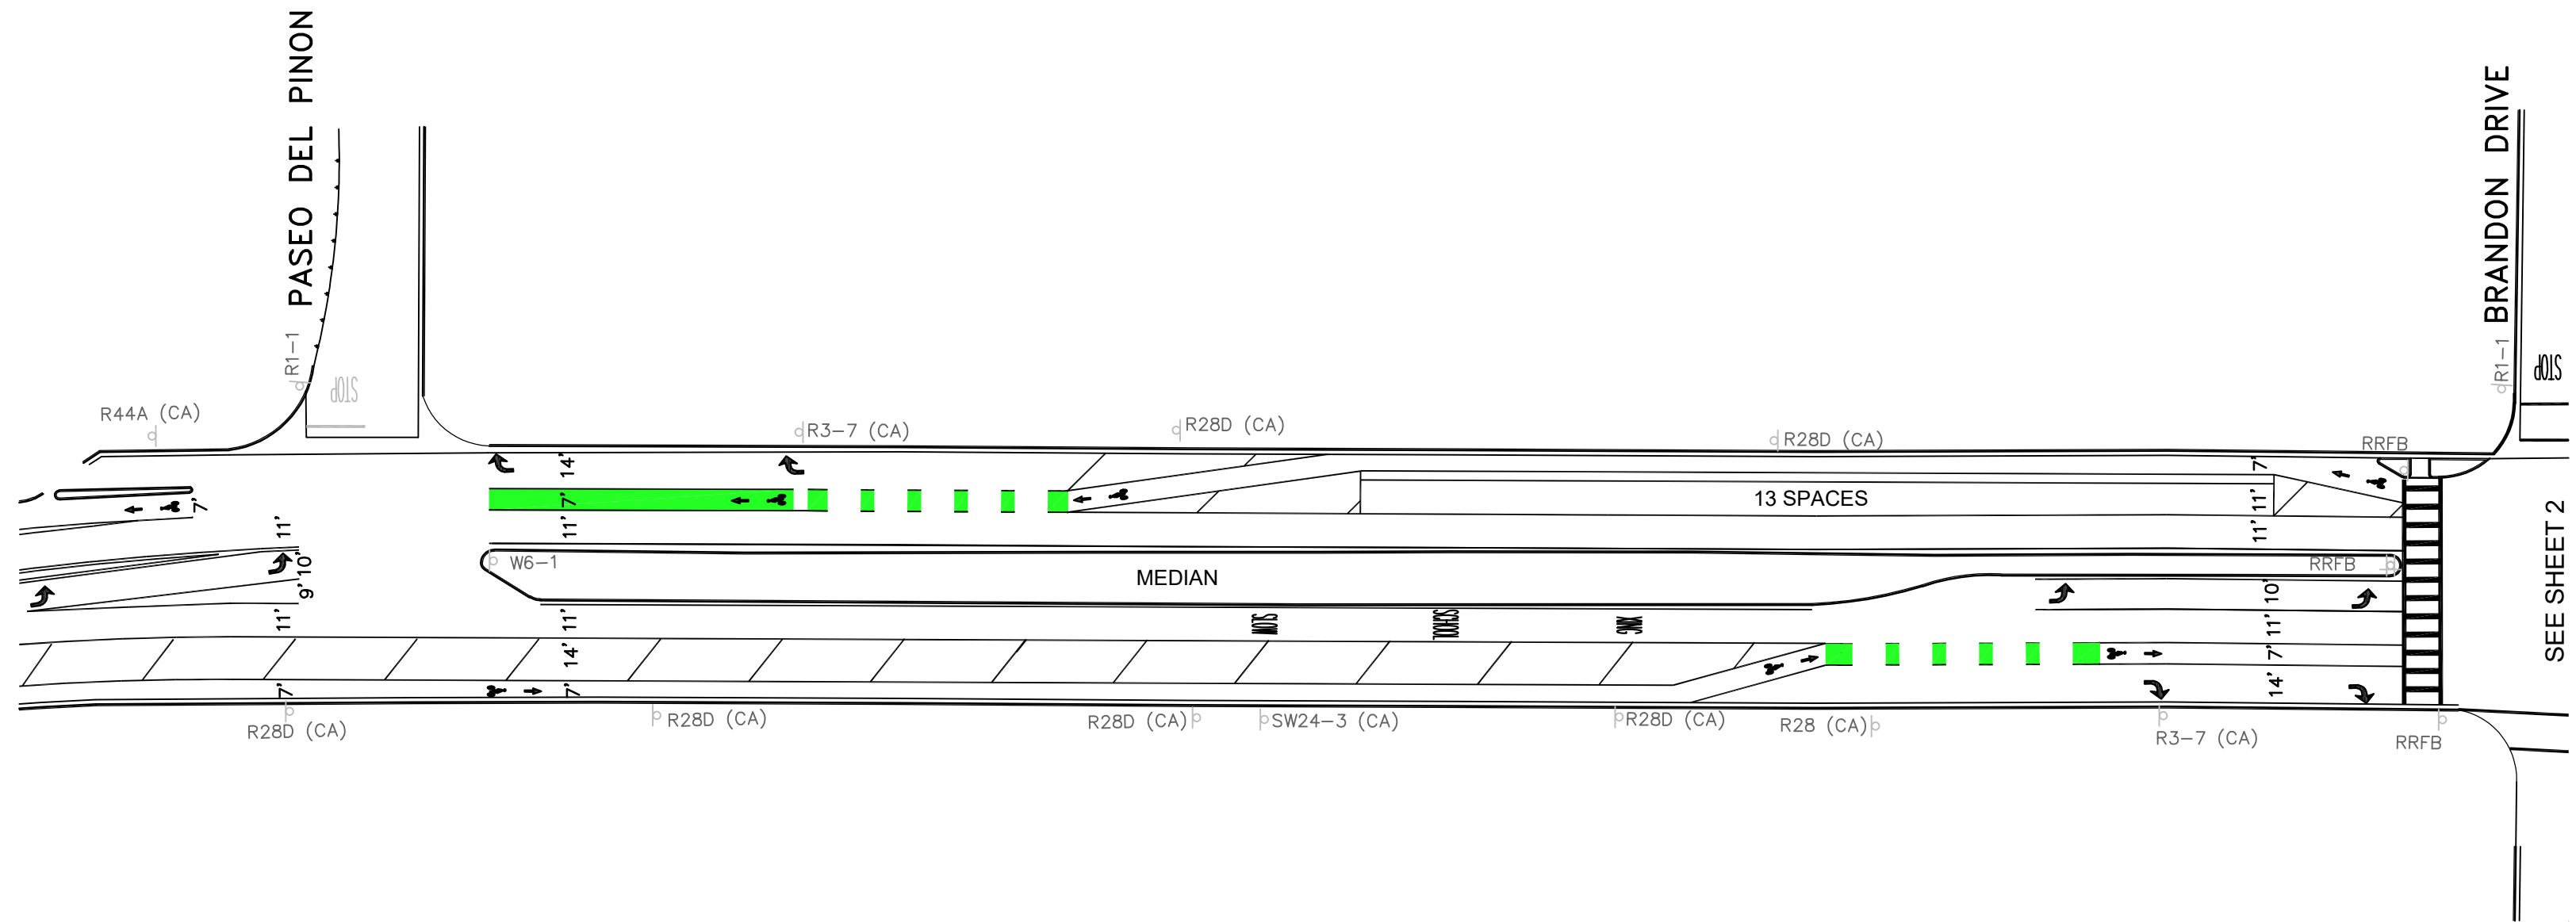 PASEO DEL PINON
BRANDON DRIVE
R1-1
STOP
R1-1
STOP
R44A (CA)
R3-7 (CA)
R28D (CA)
R28D (CA)
RRFB
14'
7'
7'
7'
11'
13 SPACES
11'
11'
11'
10'
W6-1
MEDIAN
RRFB
SEE SHEET 2
9'
11'
11'
SLOW
SCHOOL
XING
10'
11'
14'
7'
7'
7'
14'
R28D (CA)
R28D (CA)
R28D (CA)
SW24-3 (CA)
R28D (CA)
R28 (CA)
R3-7 (CA)
RRFB